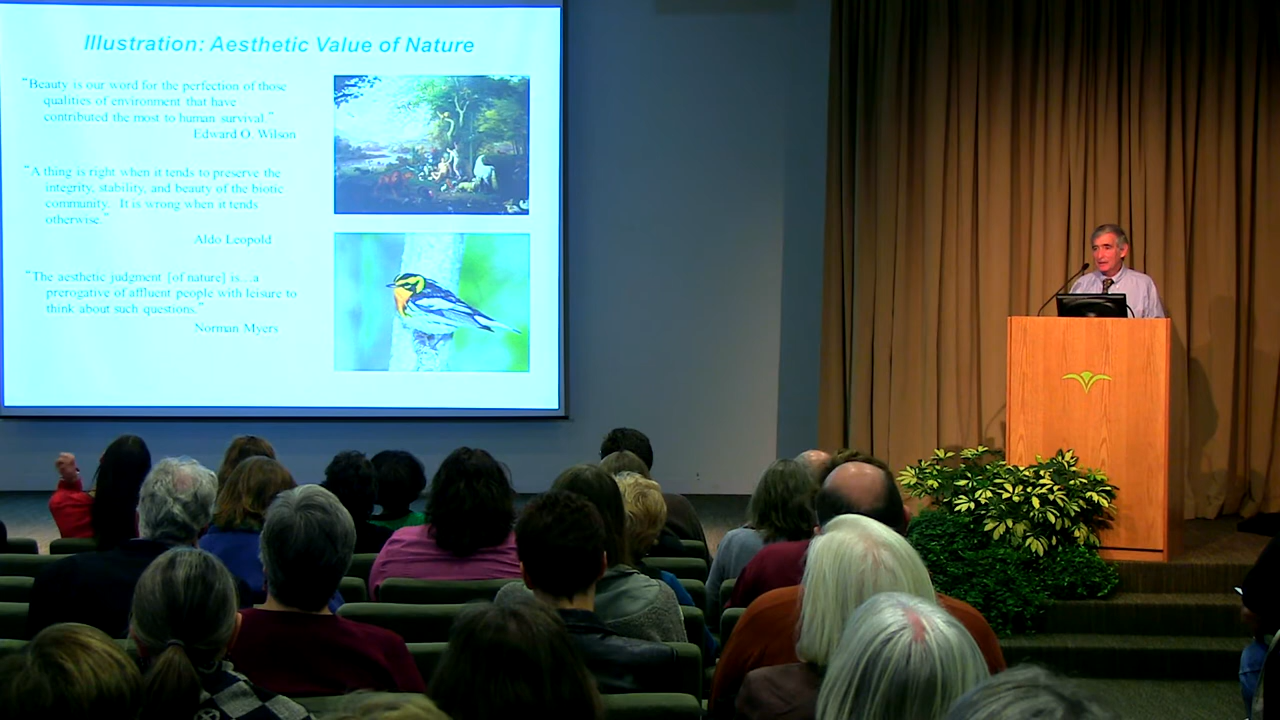 Illustration: Aesthetic Value of Nature
“Beauty is our word for the perfection of those
qualities of environment that have
contributed the most to human survival.”
Edward O. Wilson
“A thing is right when it tends to preserve the
integrity, stability, and beauty of the biotic
community. It is wrong when it tends
otherwise.”
Aldo Leopold
“The aesthetic judgment [of nature] is…a
prerogative of affluent people with leisure to
think about such questions.”
Norman Myers